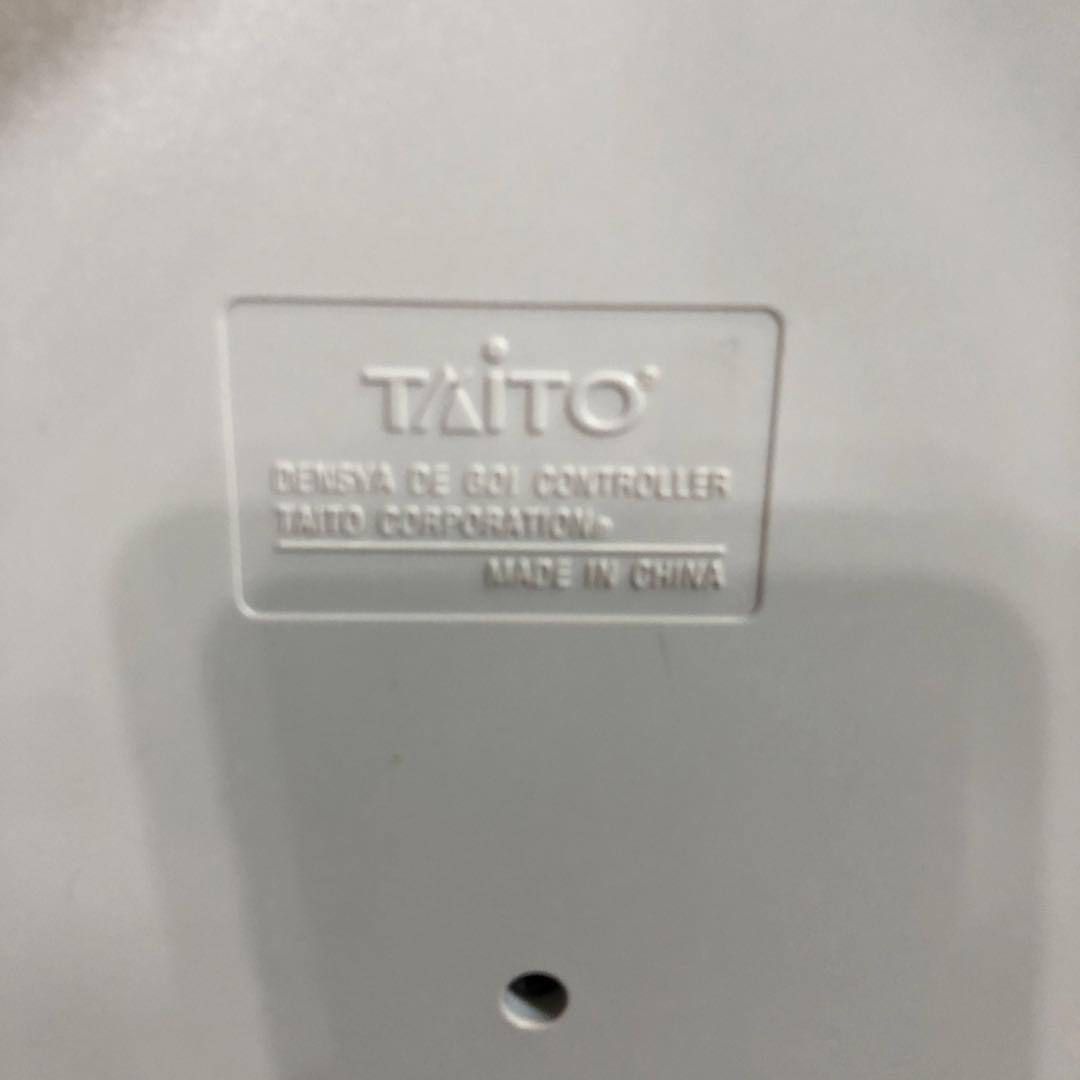 TAITO
DENSYA DE GO! CONTROLLER
TAITO CORPORATION®
MADE IN CHINA